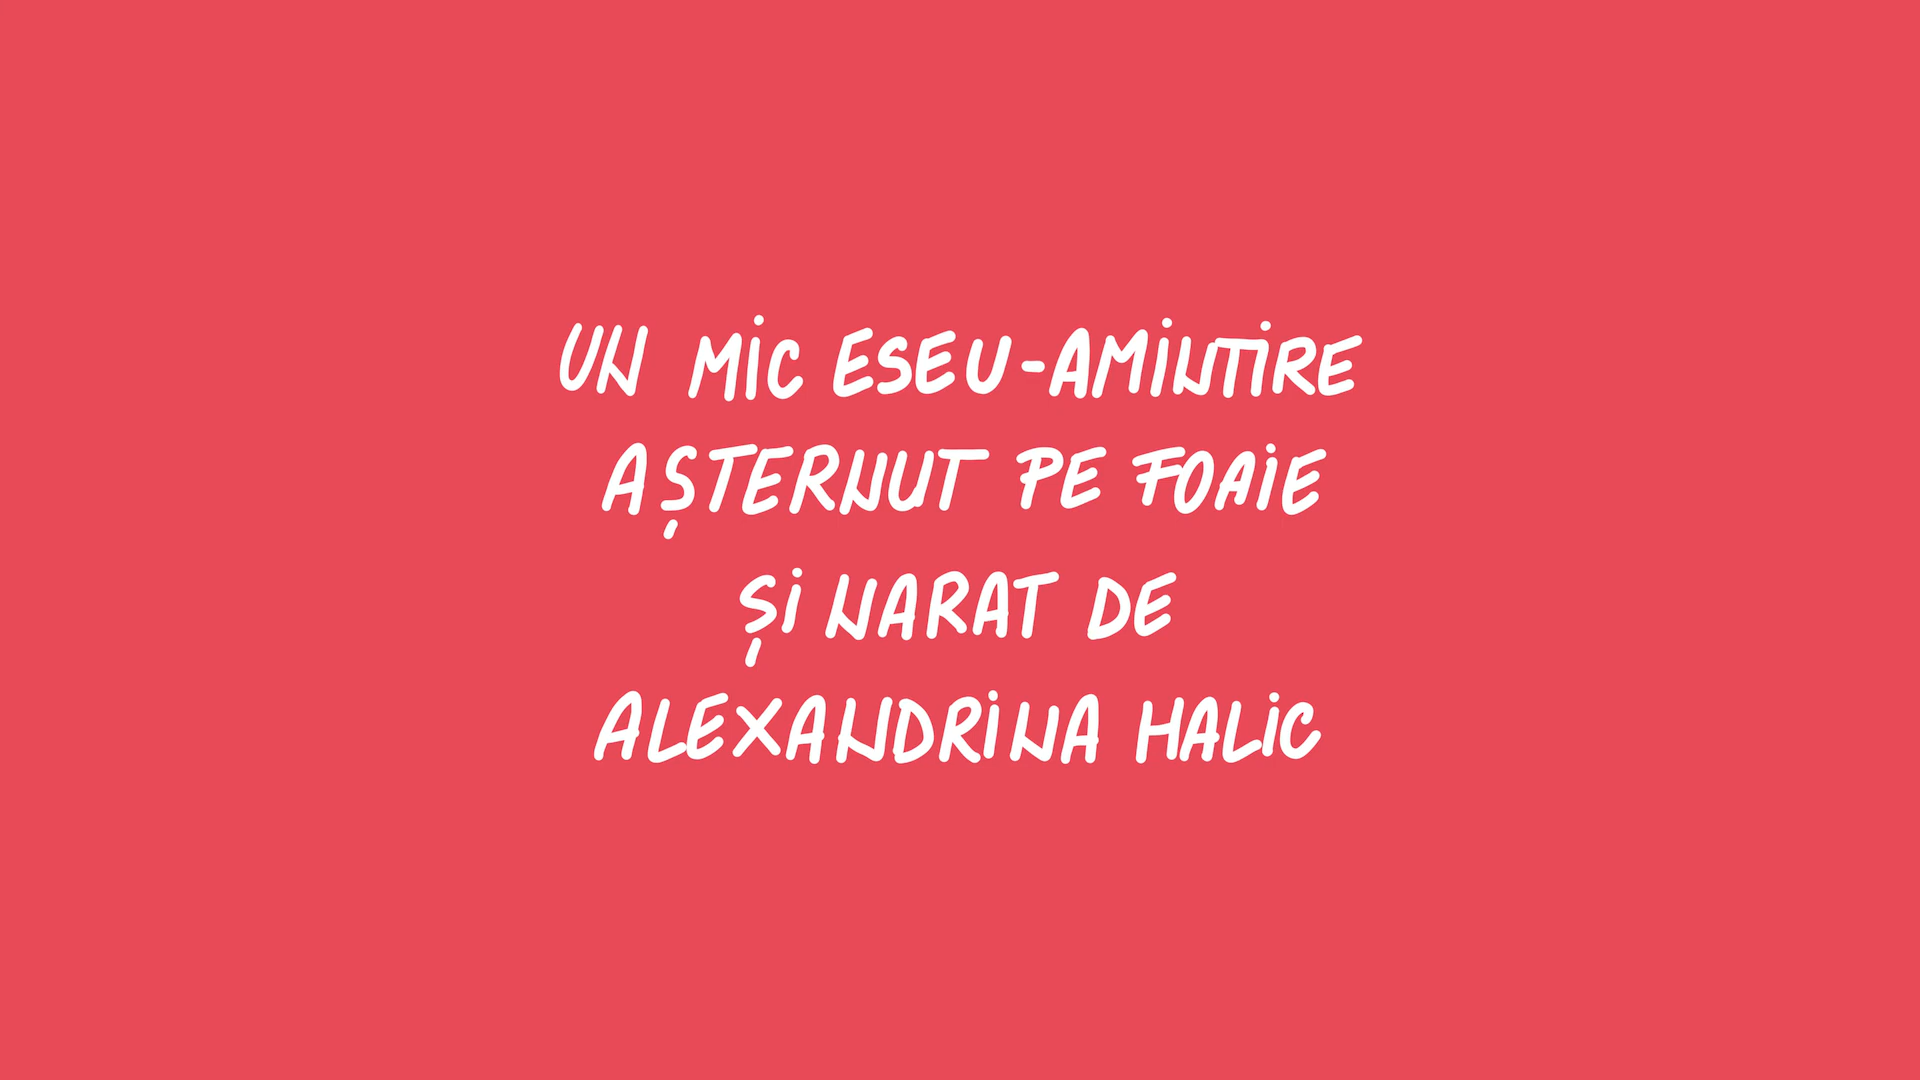 UN MIC ESEU-AMINTIRE
AȘTERNUT PE FOAIE
ȘI NARAT DE
ALEXANDRINA HALIC